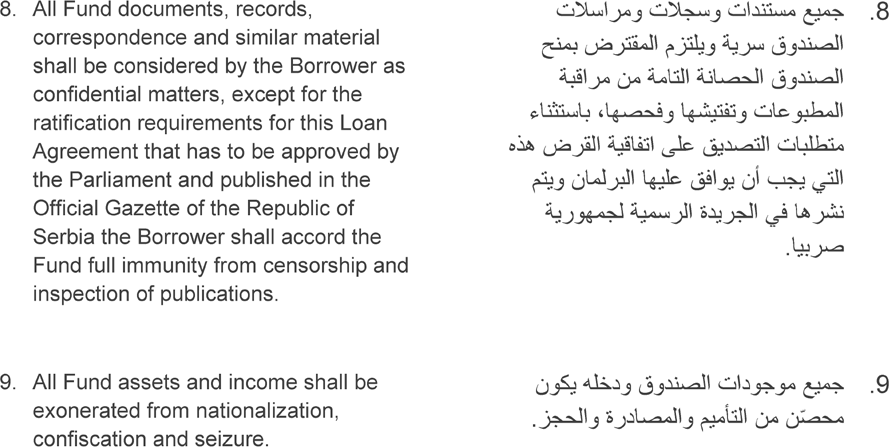 8. All Fund documents, records,
correspondence and similar material
shall be considered by the Borrower as
confidential matters, except for the
ratification requirements for this Loan
Agreement that has to be approved by
the Parliament and published in the
Official Gazette of the Republic of
Serbia the Borrower shall accord the
Fund full immunity from censorship and
inspection of publications.
8. جميع مستندات وسجلات ومراسلات
الصندوق سرية ويلتزم المقترض بمنح
الصندوق الحصانة التامة من مراقبة
المطبوعات وتفتيشها وفحصها، باستثناء
متطلبات التصديق على اتفاقية القرض هذه
التي يجب أن يوافق عليها البرلمان ويتم
نشرها في الجريدة الرسمية لجمهورية
صربيا.
9. All Fund assets and income shall be
exonerated from nationalization,
confiscation and seizure.
9. جميع موجودات الصندوق ودخله يكون
محصّن من التأميم والمصادرة والحجز.